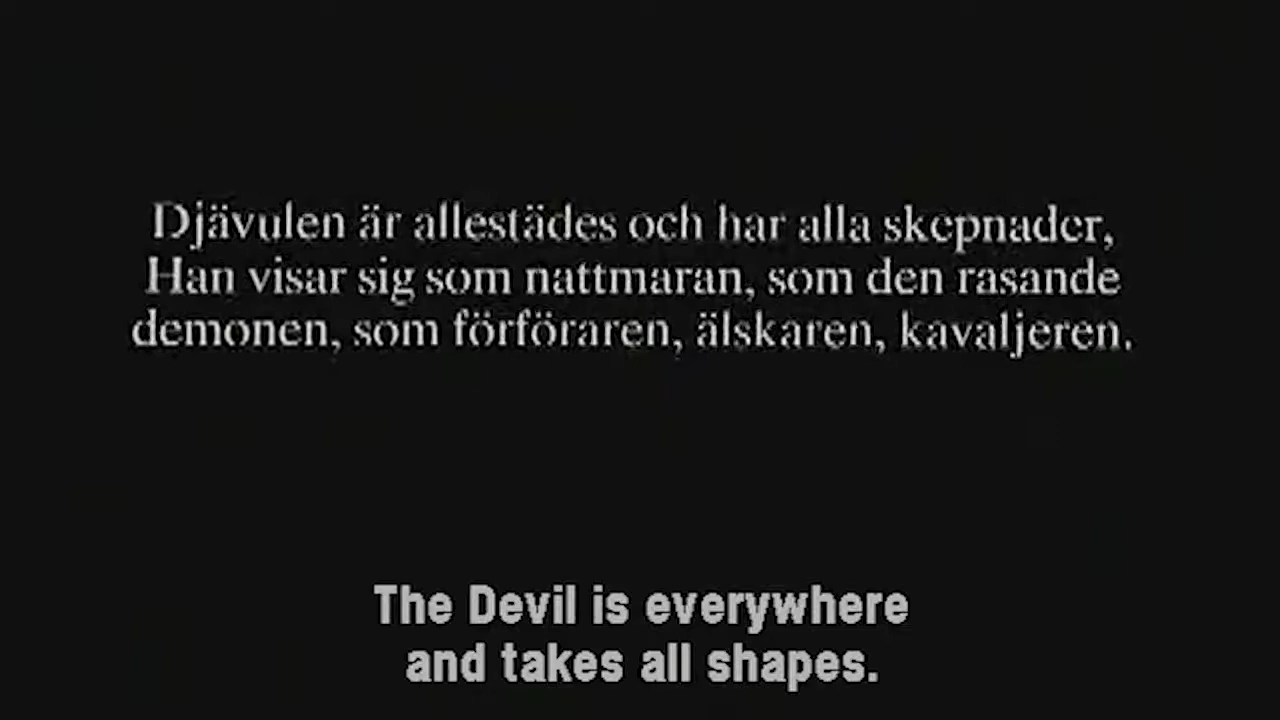 Djävulen är allestädes och har alla skepnader,
Han visar sig som nattmaran, som den rasande
demonen, som förföraren, älskaren, kavaljeren.
The Devil is everywhere
and takes all shapes.